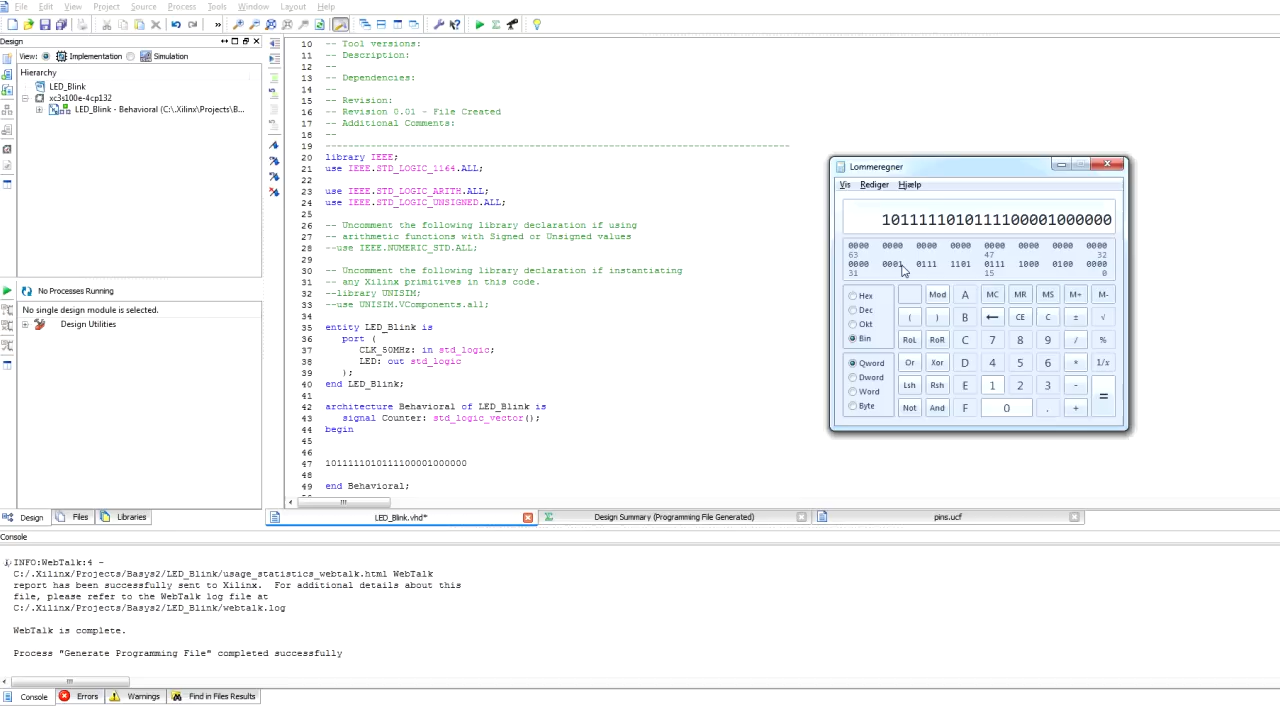 File Edit View Project Source Process Tools Window Layout Help
Design
View: Implementation Simulation
Hierarchy
LED_Blink
xc3s100e-4cp132
LED_Blink - Behavioral (C:\.Xilinx\Projects\B...
No Processes Running
No single design module is selected.
Design Utilities
Design Files Libraries
10 -- Tool versions:
11 -- Description:
12 --
13 -- Dependencies:
14 --
15 -- Revision:
16 -- Revision 0.01 - File Created
17 -- Additional Comments:
18 --
19 ----------------------------------------------------------------------------------
20 library IEEE;
21 use IEEE.STD_LOGIC_1164.ALL;
22
23 use IEEE.STD_LOGIC_ARITH.ALL;
24 use IEEE.STD_LOGIC_UNSIGNED.ALL;
25
26 -- Uncomment the following library declaration if using
27 -- arithmetic functions with Signed or Unsigned values
28 --use IEEE.NUMERIC_STD.ALL;
29
30 -- Uncomment the following library declaration if instantiating
31 -- any Xilinx primitives in this code.
32 --library UNISIM;
33 --use UNISIM.VComponents.all;
34
35 entity LED_Blink is
36 port (
37 CLK_50MHz: in std_logic;
38 LED: out std_logic
39 );
40 end LED_Blink;
41
42 architecture Behavioral of LED_Blink is
43 signal Counter: std_logic_vector();
44 begin
45
46
47 1011111010111100001000000
48
49 end Behavioral;
LED_Blink.vhd* Design Summary (Programming File Generated) pins.ucf
Lommeregner
Vis Rediger Hjælp
1011111010111100001000000
0000 0000 0000 0000 0000 0000 0000 0000
63 47 32
0000 0001 0111 1101 0111 1000 0100 0000
31 15 0
Hex Mod A MC MR MS M+ M-
Dec ( ) B ← CE C ± √
Okt
Bin RoL RoR C 7 8 9 / %
Qword Or Xor D 4 5 6 * 1/x
Dword Lsh Rsh E 1 2 3 - =
Word
Byte Not And F 0 . +
Console
INFO:WebTalk:4 -
C:/.Xilinx/Projects/Basys2/LED_Blink/usage_statistics_webtalk.html WebTalk
report has been successfully sent to Xilinx. For additional details about this
file, please refer to the WebTalk log file at
C:/.Xilinx/Projects/Basys2/LED_Blink/webtalk.log
WebTalk is complete.
Process "Generate Programming File" completed successfully
Console Errors Warnings Find in Files Results